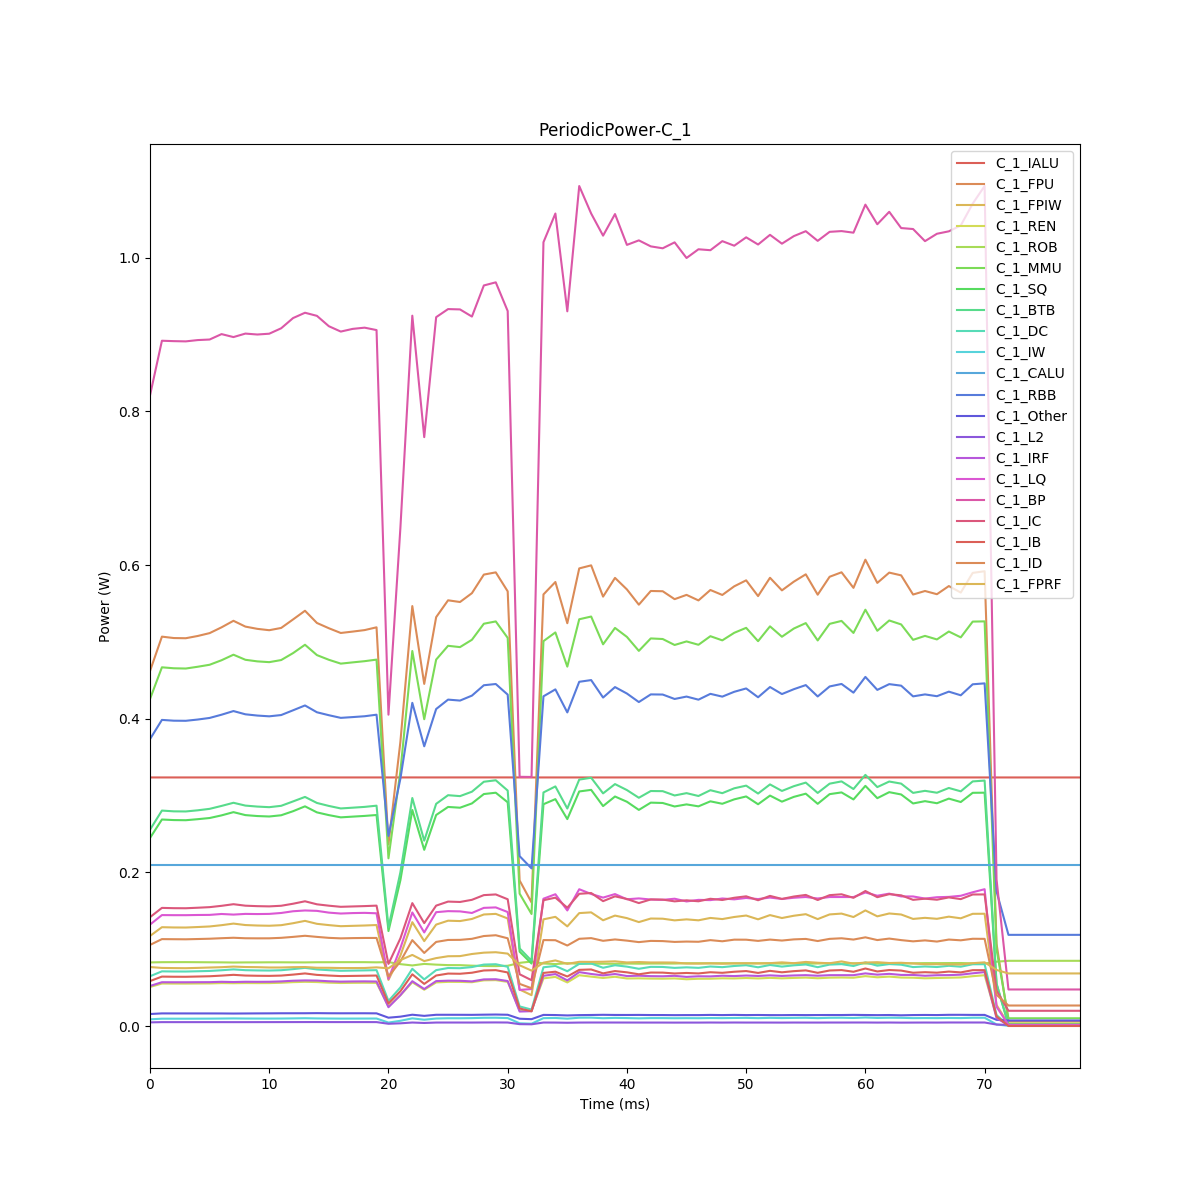 PeriodicPower-C_1
C_1_IALU
C_1_FPU
C_1_FPIW
C_1_REN
C_1_ROB
C_1_MMU
C_1_SQ
C_1_BTB
C_1_DC
C_1_IW
C_1_CALU
C_1_RBB
C_1_Other
C_1_L2
C_1_IRF
C_1_LQ
C_1_BP
C_1_IC
C_1_IB
C_1_ID
C_1_FPRF
1.0
0.8
0.6
0.4
0.2
0.0
Power (W)
0 10 20 30 40 50 60 70
Time (ms)